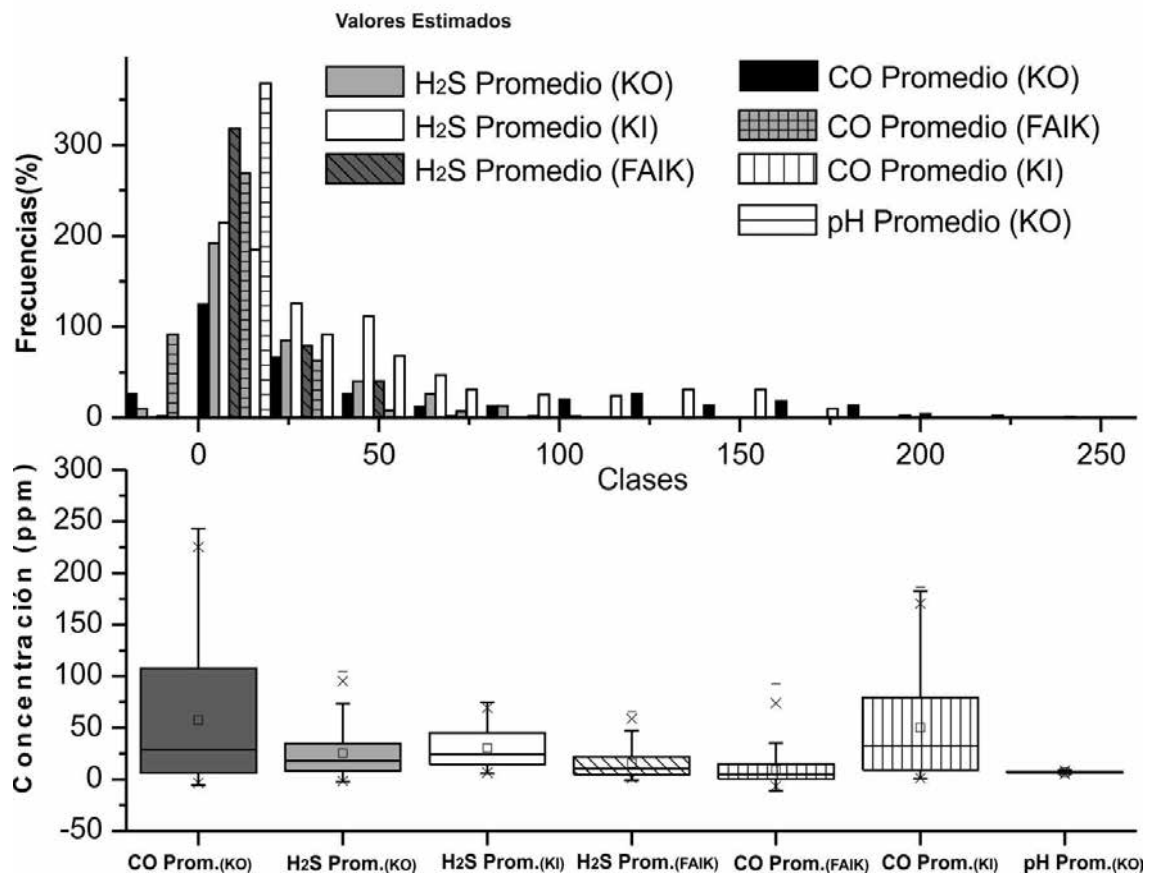 Valores Estimados
H2S Promedio (KO)
H2S Promedio (KI)
H2S Promedio (FAIK)
CO Promedio (KO)
CO Promedio (FAIK)
CO Promedio (KI)
pH Promedio (KO)
Frecuencias(%)
300
200
100
0
0 50 100 150 200 250
Clases
Concentración (ppm)
300
250
200
150
100
50
0
-50
CO Prom.(KO) H2S Prom.(KO) H2S Prom.(KI) H2S Prom.(FAIK) CO Prom.(FAIK) CO Prom.(KI) pH Prom.(KO)